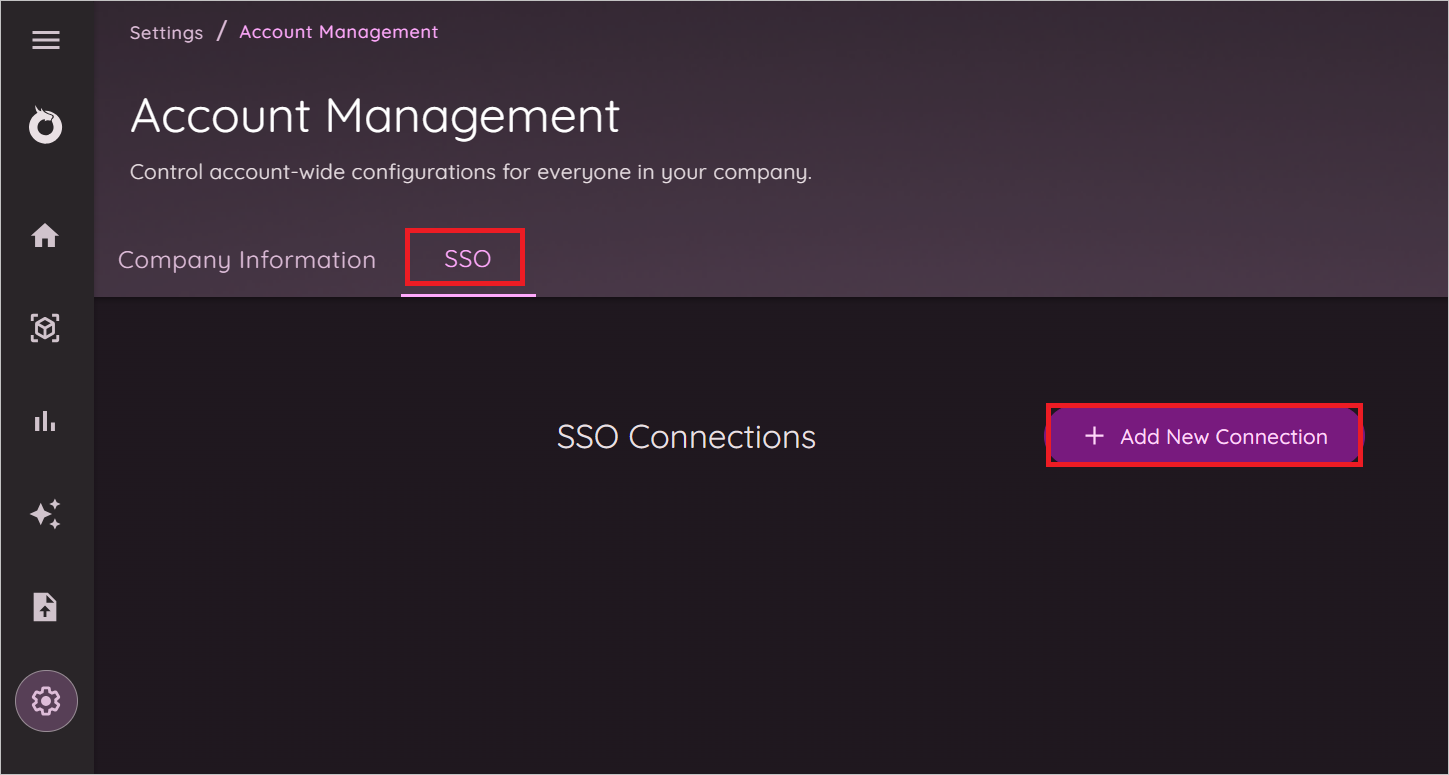 Settings / Account Management
Account Management
Control account-wide configurations for everyone in your company.
Company Information SSO
SSO Connections + Add New Connection